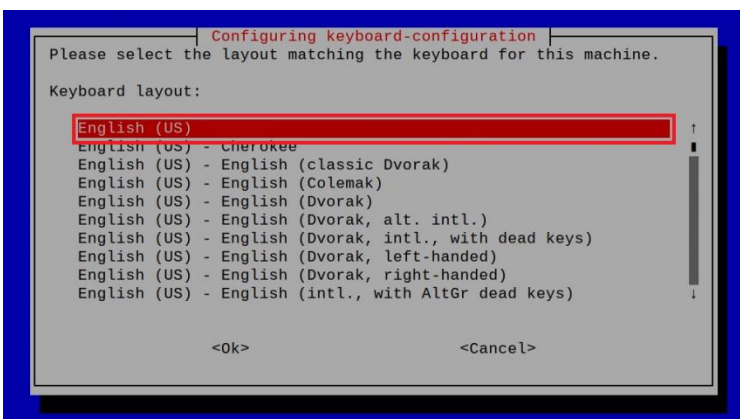 Configuring keyboard-configuration
Please select the layout matching the keyboard for this machine.
Keyboard layout:
English (US)
English (US) - Cherokee
English (US) - English (classic Dvorak)
English (US) - English (Colemak)
English (US) - English (Dvorak)
English (US) - English (Dvorak, alt. intl.)
English (US) - English (Dvorak, intl., with dead keys)
English (US) - English (Dvorak, left-handed)
English (US) - English (Dvorak, right-handed)
English (US) - English (intl., with AltGr dead keys)
<Ok> <Cancel>